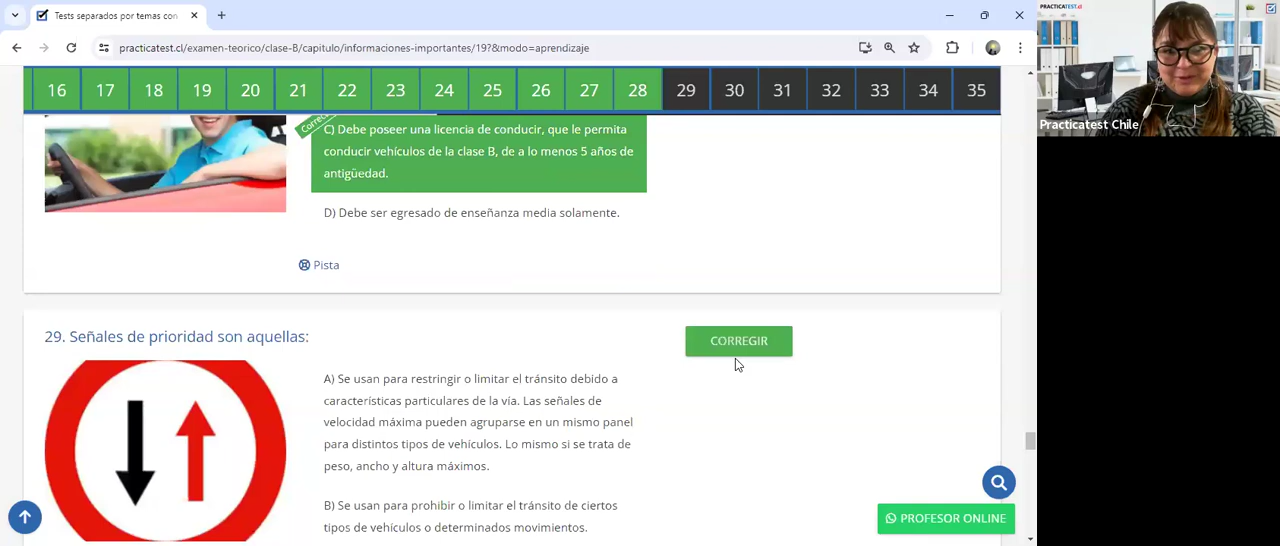 Tests separados por temas con
practicatest.cl/examen-teorico/clase-B/capitulo/informaciones-importantes/19?&modo=aprendizaje
PRACTICATEST.cl
16 17 18 19 20 21 22 23 24 25 26 27 28 29 30 31 32 33 34 35
Practicatest Chile
C) Debe poseer una licencia de conducir, que le permita
conducir vehículos de la clase B, de a lo menos 5 años de
antigüedad.
D) Debe ser egresado de enseñanza media solamente.
Pista
29. Señales de prioridad son aquellas:
CORREGIR
A) Se usan para restringir o limitar el tránsito debido a
características particulares de la vía. Las señales de
velocidad máxima pueden agruparse en un mismo panel
para distintos tipos de vehículos. Lo mismo si se trata de
peso, ancho y altura máximos.
B) Se usan para prohibir o limitar el tránsito de ciertos
tipos de vehículos o determinados movimientos.
PROFESOR ONLINE